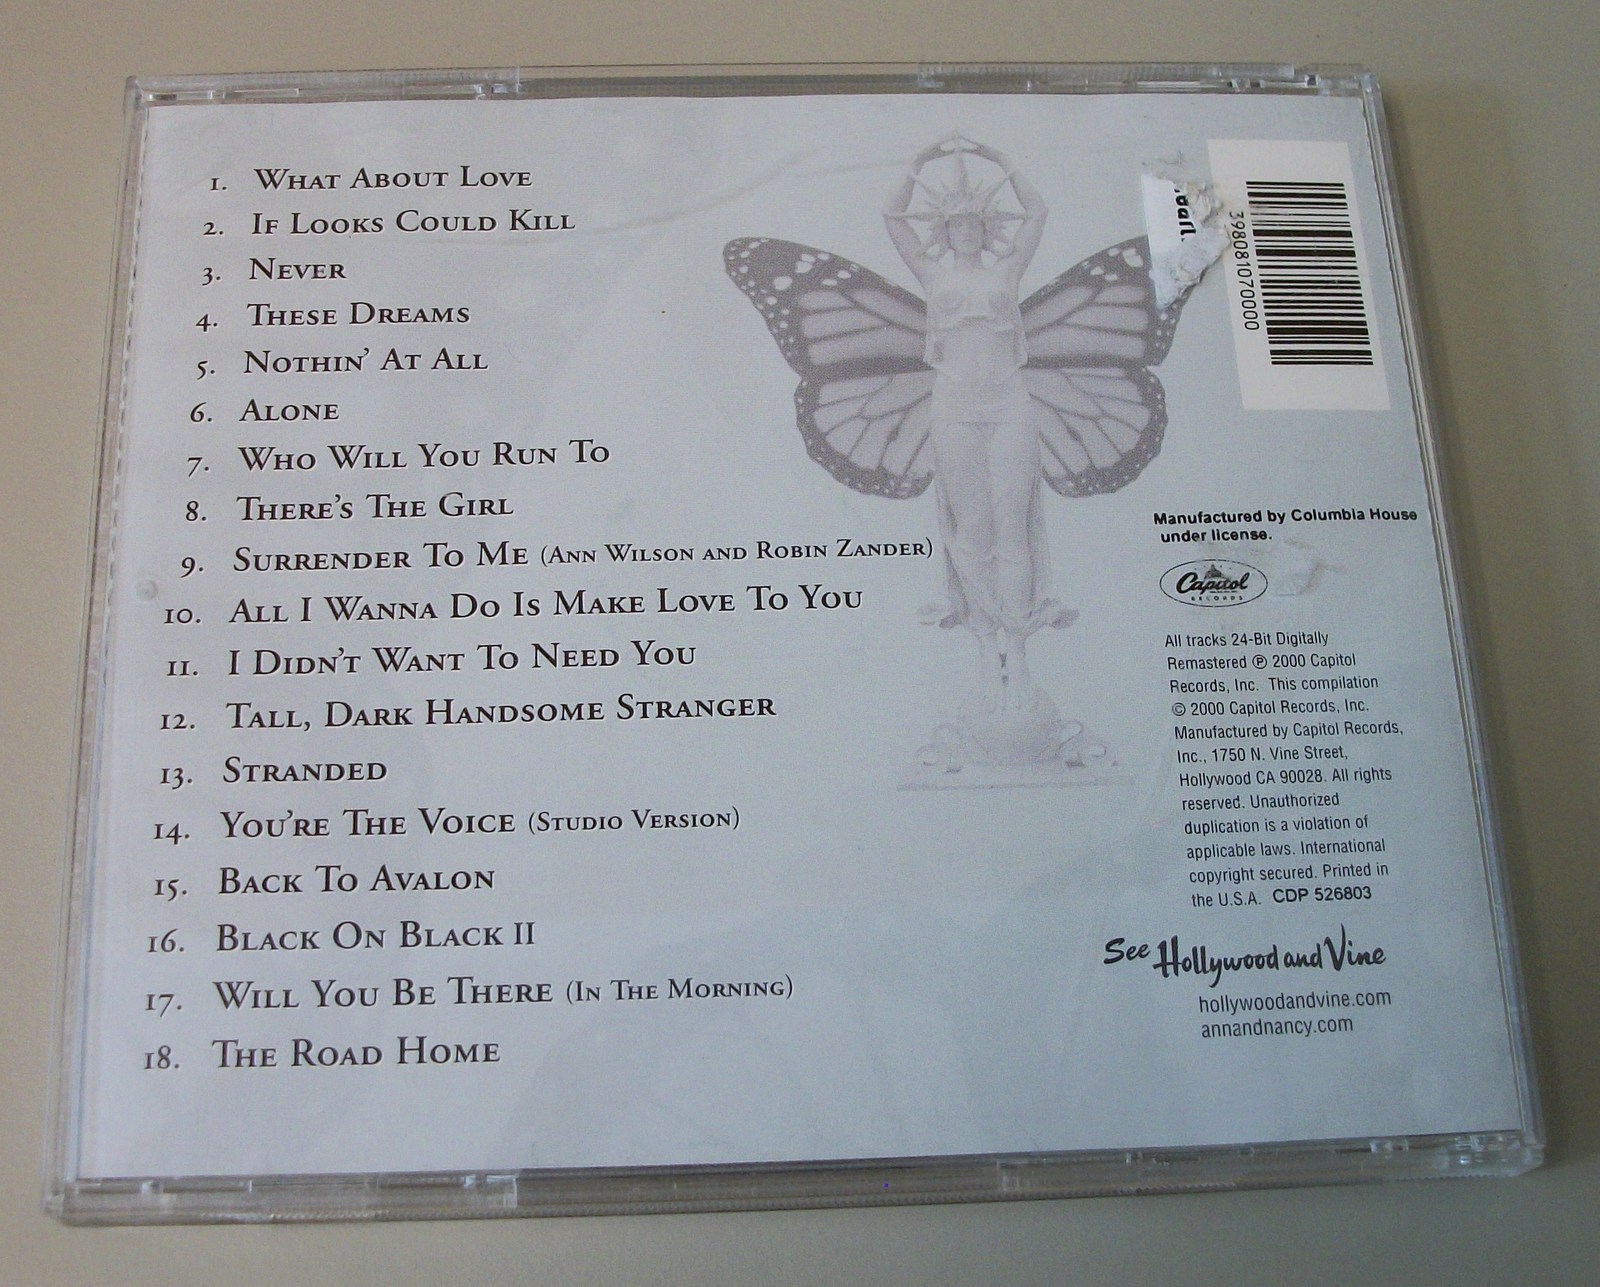 1. What About Love
2. If Looks Could Kill
3. Never
4. These Dreams
5. Nothin' At All
6. Alone
7. Who Will You Run To
8. There's The Girl
9. Surrender To Me (Ann Wilson and Robin Zander)
10. All I Wanna Do Is Make Love To You
11. I Didn't Want To Need You
12. Tall, Dark Handsome Stranger
13. Stranded
14. You're The Voice (Studio Version)
15. Back To Avalon
16. Black On Black II
17. Will You Be There (In The Morning)
18. The Road Home
39808107000
Manufactured by Columbia House
under license.
Capitol
RECORDS
All tracks 24-Bit Digitally
Remastered ℗ 2000 Capitol
Records, Inc. This compilation
© 2000 Capitol Records, Inc.
Manufactured by Capitol Records,
Inc., 1750 N. Vine Street,
Hollywood CA 90028. All rights
reserved. Unauthorized
duplication is a violation of
applicable laws. International
copyright secured. Printed in
the U.S.A. CDP 526803
See Hollywood and Vine
hollywoodandvine.com
annandnancy.com